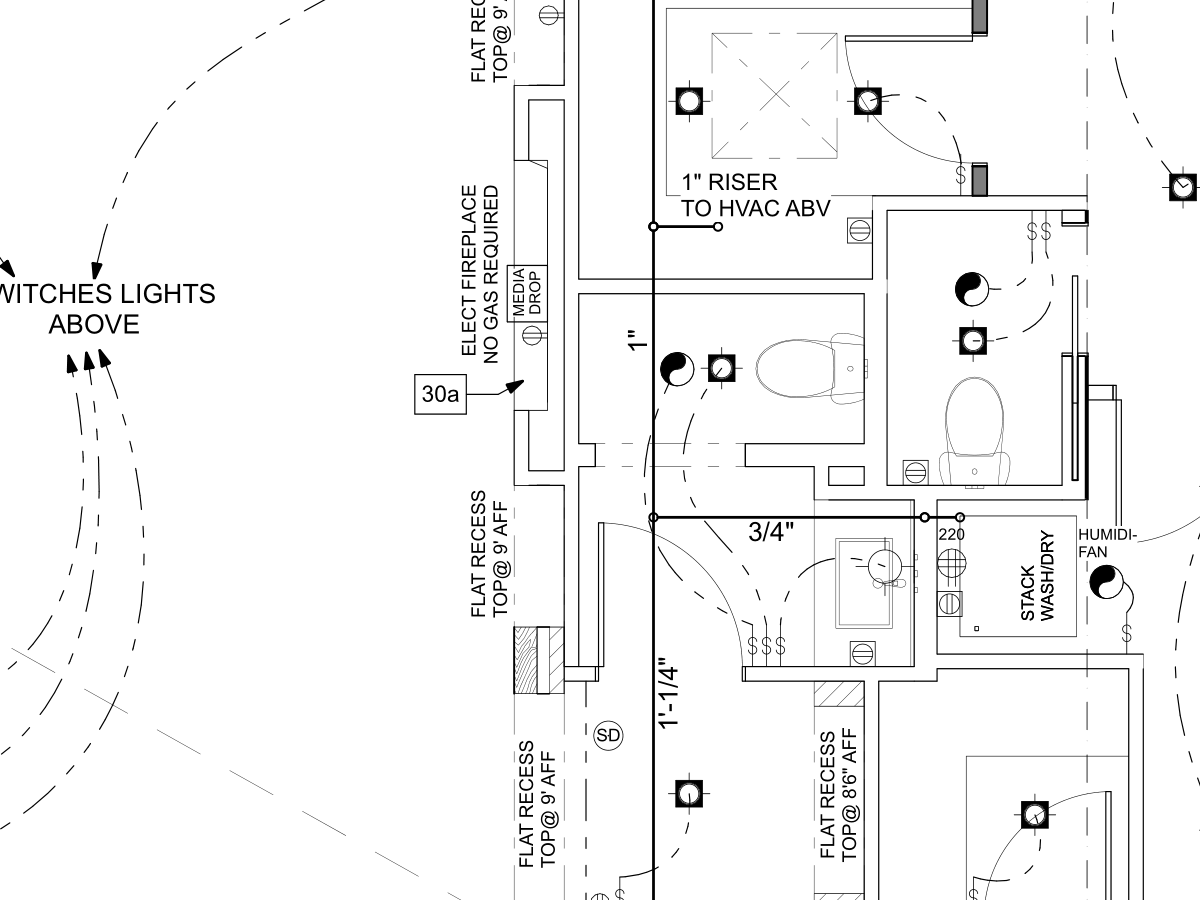 FLAT REC
TOP@ 9'
1" RISER
TO HVAC ABV
S
S S
ELECT FIREPLACE
NO GAS REQUIRED
MEDIA
DROP
WITCHES LIGHTS
ABOVE
1"
30a
FLAT RECESS
TOP@ 9' AFF
3/4"
220
STACK
WASH/DRY
HUMIDI-
FAN
S S S
S
1'-1/4"
SD
FLAT RECESS
TOP@ 9' AFF
FLAT RECESS
TOP@ 8'6" AFF
S
S